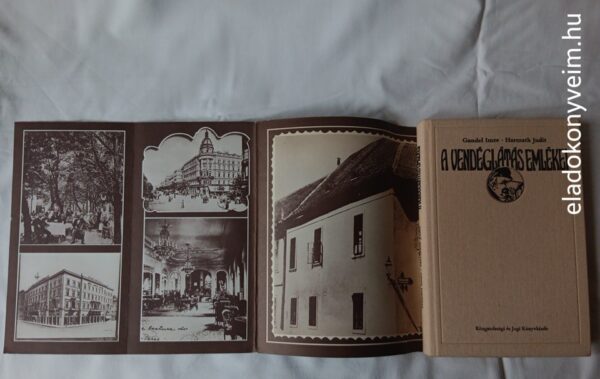 Gundel Imre · Harmath Judit
A VENDÉGLÁTÁS EMLÉKEI
Közgazdasági és Jogi Könyvkiadó
eladokonyveim.hu